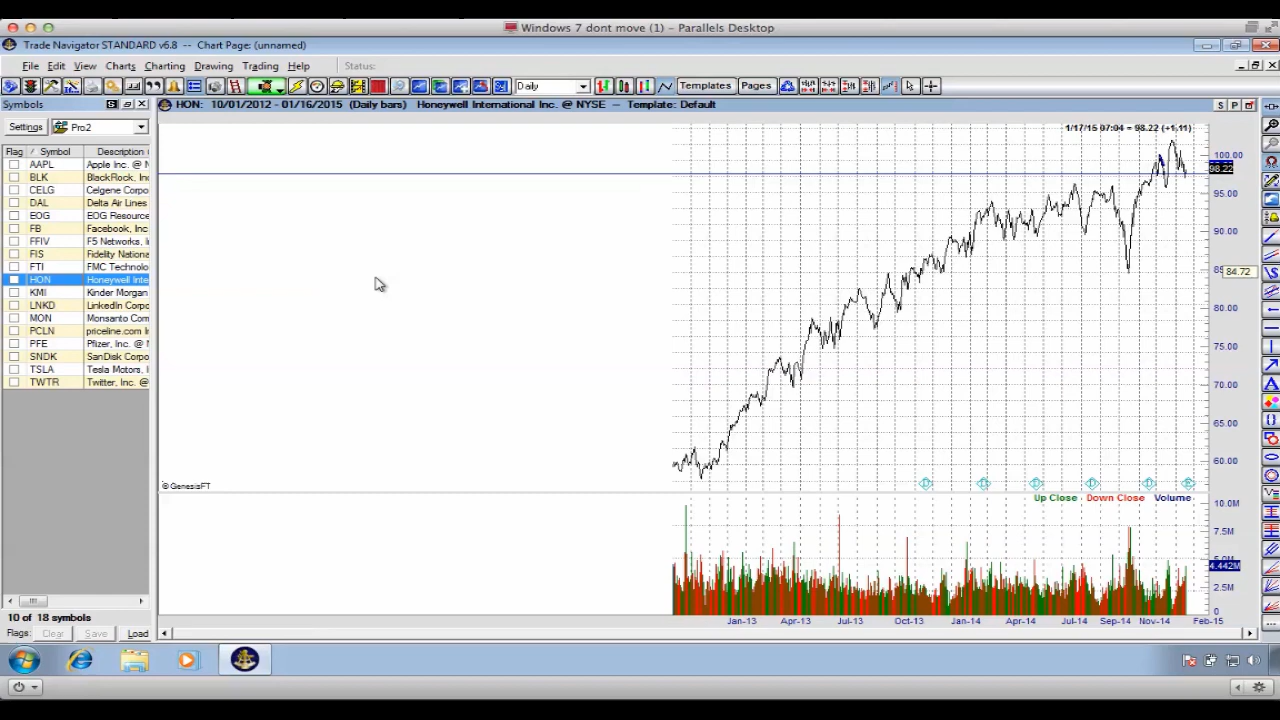 Windows 7 dont move (1) - Parallels Desktop
Trade Navigator STANDARD v6.8 -- Chart Page: (unnamed)
File Edit View Charts Charting Drawing Trading Help Status:
Daily Templates Pages
Symbols
HON: 10/01/2012 - 01/16/2015 (Daily bars) Honeywell International Inc. @ NYSE - Template: Default
S P
Settings Pro2
1/17/15 07:04 = 98.22 (+1.11)
Flag / Symbol Description
AAPL Apple Inc. @ N
BLK BlackRock, Inc
CELG Celgene Corpo
DAL Delta Air Lines
EOG EOG Resource
FB Facebook, Inc.
FFIV F5 Networks, I
FIS Fidelity Nationa
FTI FMC Technolo
HON Honeywell Inte
KMI Kinder Morgan
LNKD LinkedIn Corpo
MON Monsanto Com
PCLN priceline.com I
PFE Pfizer, Inc. @ N
SNDK SanDisk Corpo
TSLA Tesla Motors, I
TWTR Twitter, Inc. @
100.00
98.22
95.00
90.00
84.72
80.00
75.00
70.00
65.00
60.00
© GenesisFT
D D D D D E
Up Close Down Close Volume
10.0M
7.5M
4.442M
2.5M
0
Jan-13 Apr-13 Jul-13 Oct-13 Jan-14 Apr-14 Jul-14 Sep-14 Nov-14 Feb-15
10 of 18 symbols
Flags: Clear Save Load